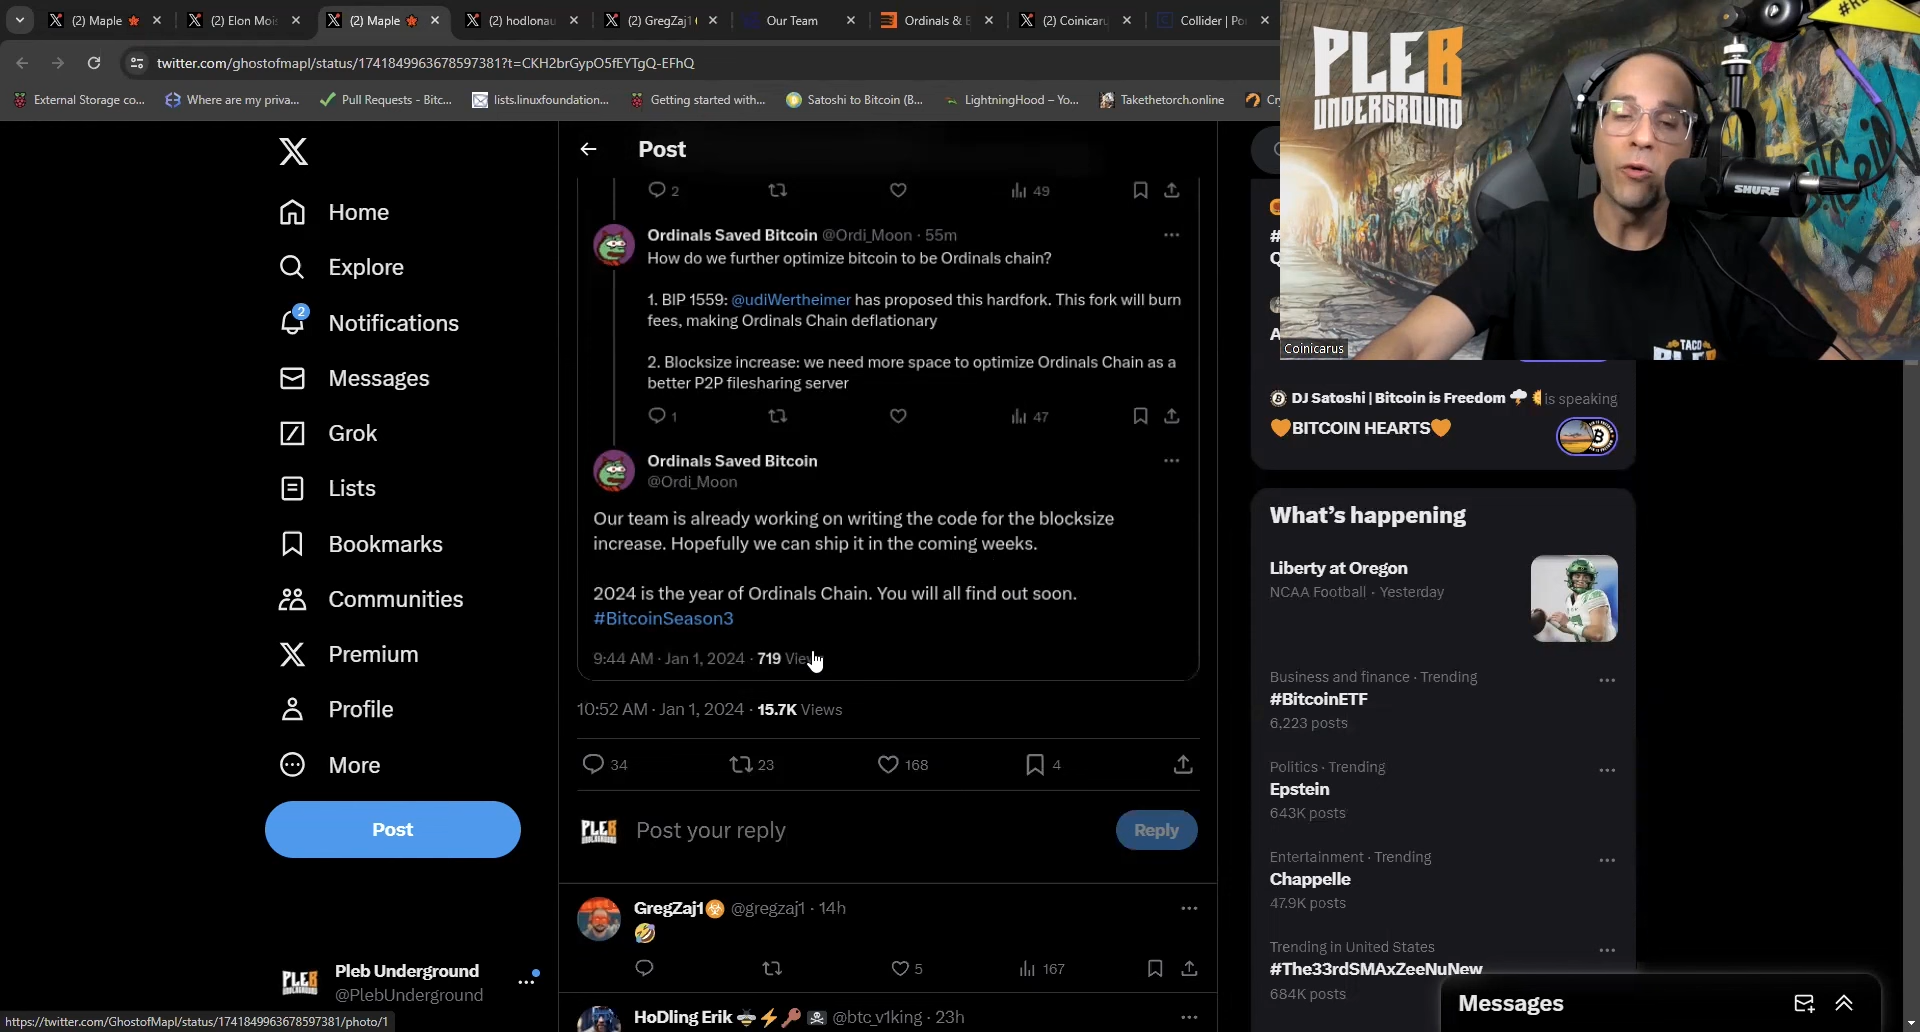 (2) Maple
(2) Elon Mo
(2) Maple
(2) hodlonau
(2) GregZaj1
Our Team
Ordinals &
(2) Coinicaru
Collider | Po
twitter.com/ghostofmapl/status/1741849963678597381?t=CKH2brGypO5fEYTgQ-EFhQ
External Storage co...
Where are my priva...
Pull Requests - Bitc...
lists.linuxfoundation...
Getting started with...
Satoshi to Bitcoin (B...
LightningHood – Yo...
Takethetorch.online
Cr
PLEB
UNDERGROUND
SHURE
TACO
Coinicarus
Home
Explore
2
Notifications
Messages
Grok
Lists
Bookmarks
Communities
Premium
Profile
More
Post
PLEB
Pleb Underground
@PlebUnderground
https://twitter.com/GhostofMapl/status/1741849963678597381/photo/1
Post
2
49
Ordinals Saved Bitcoin @Ordi_Moon · 55m
How do we further optimize bitcoin to be Ordinals chain?
1. BIP 1559: @udiWertheimer has proposed this hardfork. This fork will burn
fees, making Ordinals Chain deflationary
2. Blocksize increase: we need more space to optimize Ordinals Chain as a
better P2P filesharing server
1
47
Ordinals Saved Bitcoin
@Ordi_Moon
Our team is already working on writing the code for the blocksize
increase. Hopefully we can ship it in the coming weeks.
2024 is the year of Ordinals Chain. You will all find out soon.
#BitcoinSeason3
9:44 AM · Jan 1, 2024 · 719 Vie
10:52 AM · Jan 1, 2024 · 15.7K Views
34
23
168
4
PLEB
Post your reply
Reply
GregZaj1 @gregzaj1 · 14h
5
167
HoDling Erik @btc_v1king · 23h
DJ Satoshi | Bitcoin is Freedom is speaking
BITCOIN HEARTS
What's happening
Liberty at Oregon
NCAA Football · Yesterday
Business and finance · Trending
#BitcoinETF
6,223 posts
Politics · Trending
Epstein
643K posts
Entertainment · Trending
Chappelle
47.9K posts
Trending in United States
#The33rdSMAxZeeNuNew
684K posts
Messages